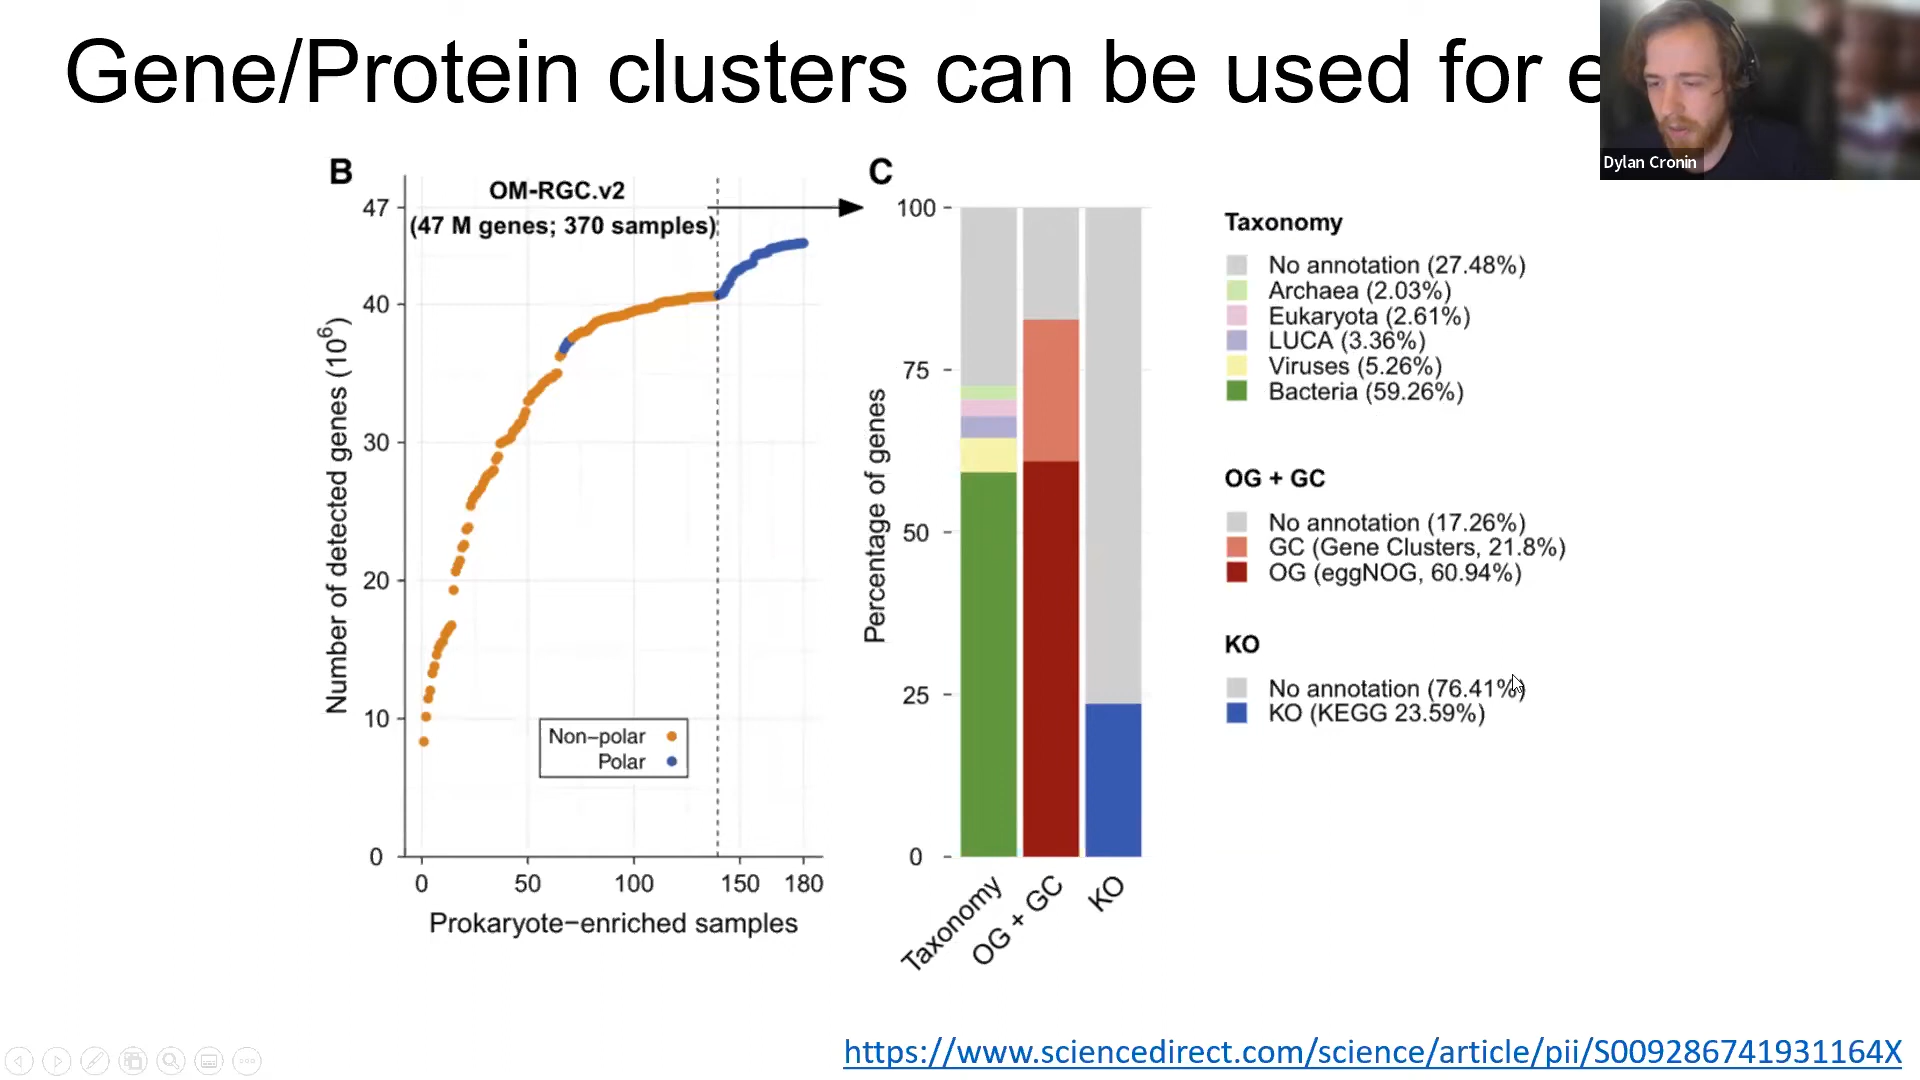 Gene/Protein clusters can be used for e
Dylan Cronin
B
OM-RGC.v2
(47 M genes; 370 samples)
47
40
30
20
10
0
Number of detected genes (10⁶)
Non-polar
Polar
0 50 100 150 180
Prokaryote-enriched samples
C
100
75
50
25
0
Percentage of genes
Taxonomy
OG + GC
KO
Taxonomy
No annotation (27.48%)
Archaea (2.03%)
Eukaryota (2.61%)
LUCA (3.36%)
Viruses (5.26%)
Bacteria (59.26%)
OG + GC
No annotation (17.26%)
GC (Gene Clusters, 21.8%)
OG (eggNOG, 60.94%)
KO
No annotation (76.41%)
KO (KEGG 23.59%)
https://www.sciencedirect.com/science/article/pii/S009286741931164X